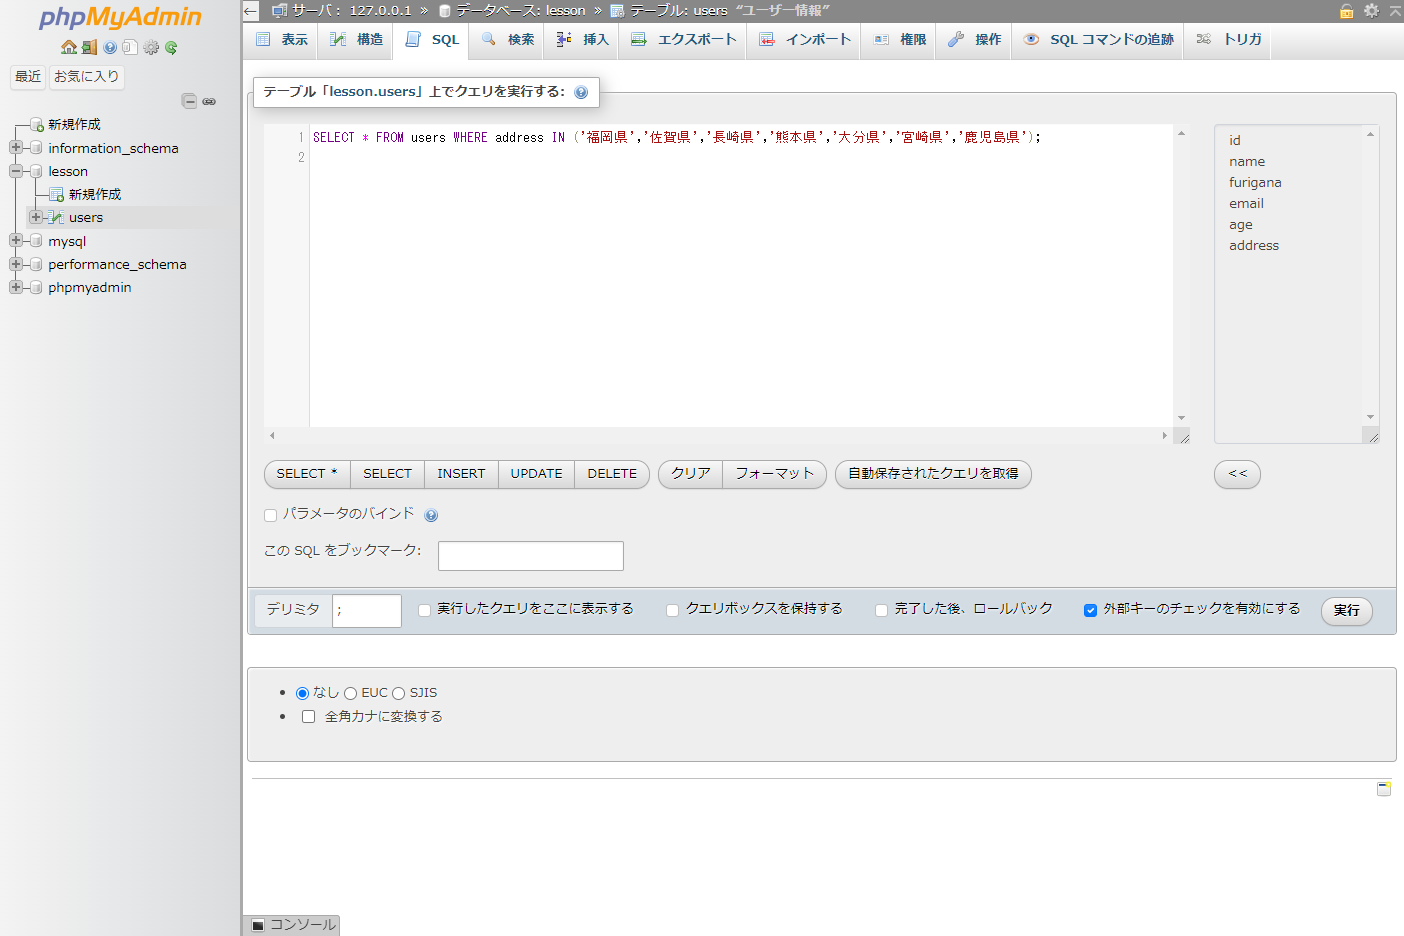 phpMyAdmin
最近 お気に入り
新規作成
information_schema
lesson
新規作成
users
mysql
performance_schema
phpmyadmin
サーバ: 127.0.0.1 » データベース: lesson » テーブル: users “ユーザー情報”
表示 構造 SQL 検索 挿入 エクスポート インポート 権限 操作 SQL コマンドの追跡 トリガ
テーブル「lesson.users」上でクエリを実行する:
1 SELECT * FROM users WHERE address IN ('福岡県','佐賀県','長崎県','熊本県','大分県','宮崎県','鹿児島県');
2
id
name
furigana
email
age
address
SELECT * SELECT INSERT UPDATE DELETE クリア フォーマット 自動保存されたクエリを取得 <<
パラメータのバインド
この SQL をブックマーク:
デリミタ ; 実行したクエリをここに表示する クエリボックスを保持する 完了した後、ロールバック 外部キーのチェックを有効にする 実行
なし EUC SJIS
全角カナに変換する
コンソール